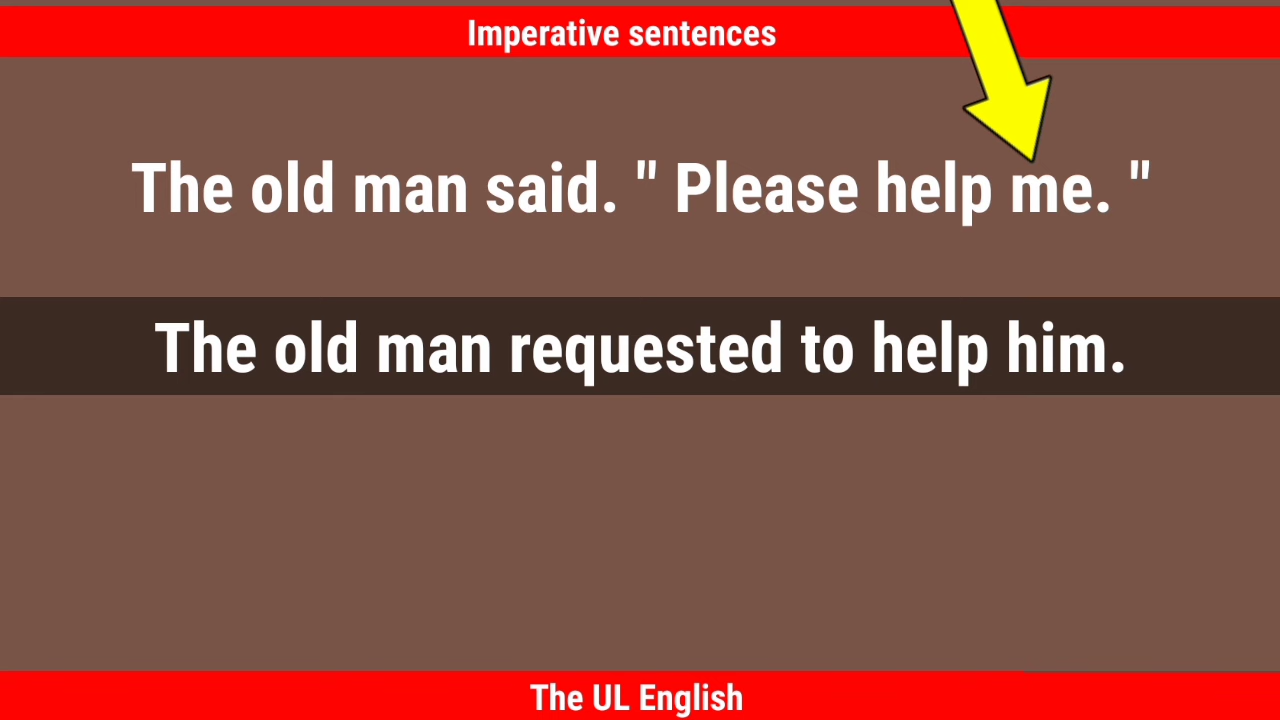 Imperative sentences
The old man said. " Please help me. "
The old man requested to help him.
The UL English